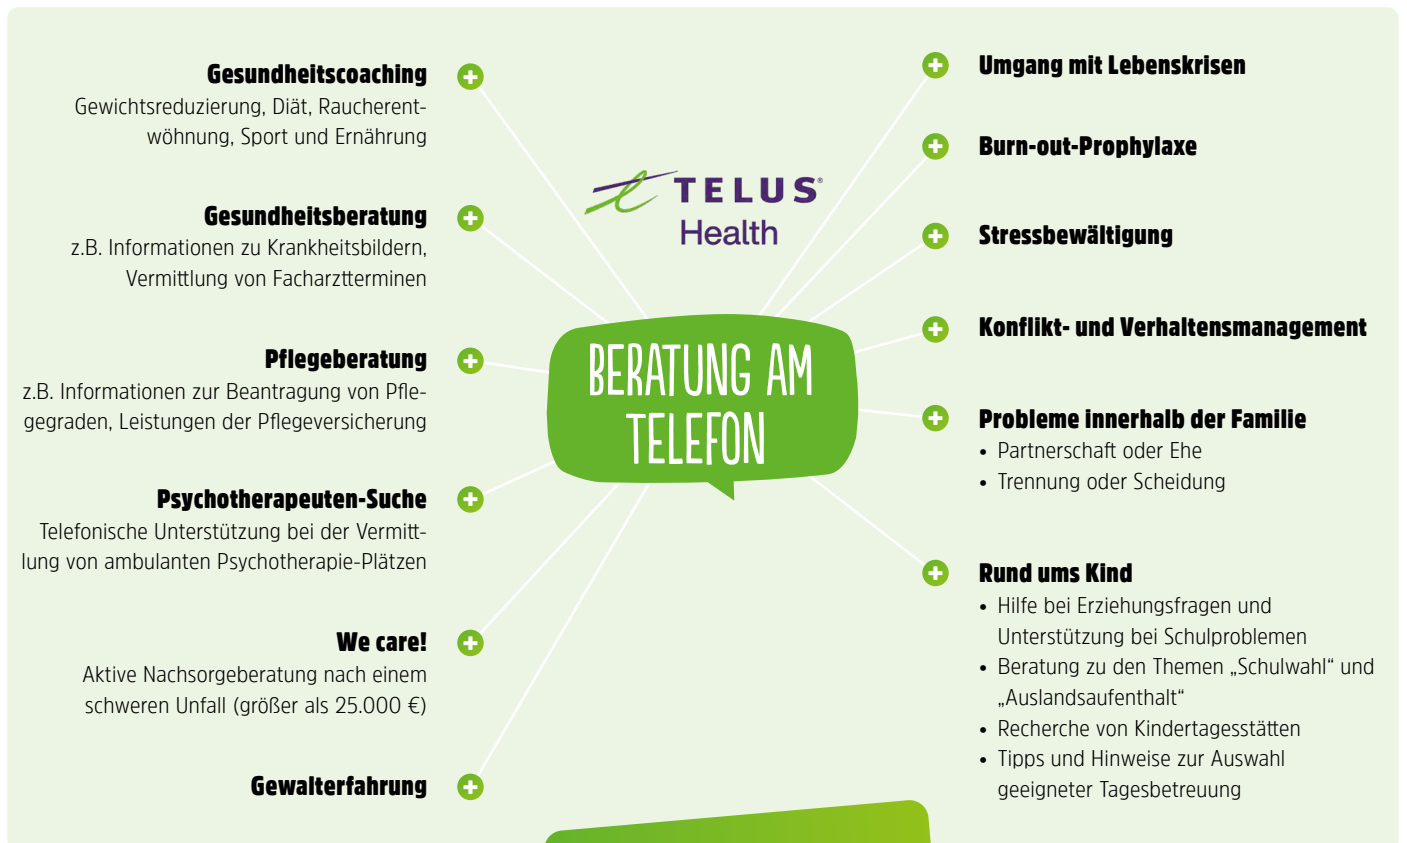 Gesundheitscoaching
Gewichtsreduzierung, Diät, Raucherent-
wöhnung, Sport und Ernährung
Gesundheitsberatung
z.B. Informationen zu Krankheitsbildern,
Vermittlung von Facharztterminen
Pflegeberatung
z.B. Informationen zur Beantragung von Pfle-
gegraden, Leistungen der Pflegeversicherung
Psychotherapeuten-Suche
Telefonische Unterstützung bei der Vermitt-
lung von ambulanten Psychotherapie-Plätzen
We care!
Aktive Nachsorgeberatung nach einem
schweren Unfall (größer als 25.000 €)
Gewalterfahrung
TELUS®
Health
BERATUNG AM
TELEFON
Umgang mit Lebenskrisen
Burn-out-Prophylaxe
Stressbewältigung
Konflikt- und Verhaltensmanagement
Probleme innerhalb der Familie
• Partnerschaft oder Ehe
• Trennung oder Scheidung
Rund ums Kind
• Hilfe bei Erziehungsfragen und
Unterstützung bei Schulproblemen
• Beratung zu den Themen „Schulwahl“ und
„Auslandsaufenthalt“
• Recherche von Kindertagesstätten
• Tipps und Hinweise zur Auswahl
geeigneter Tagesbetreuung